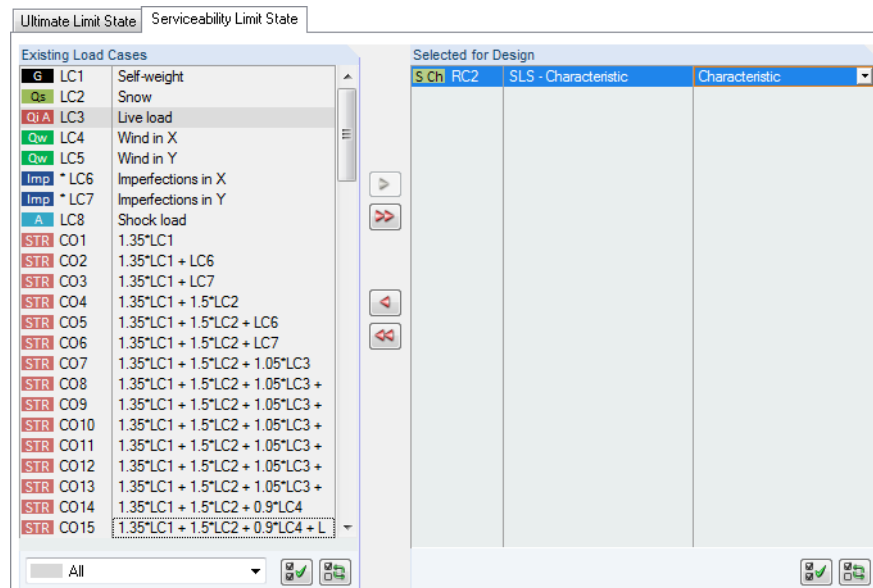 Ultimate Limit State Serviceability Limit State
Existing Load Cases Selected for Design
G LC1 Self-weight S Ch RC2 SLS - Characteristic Characteristic
Qs LC2 Snow
Qi A LC3 Live load
Qw LC4 Wind in X
Qw LC5 Wind in Y
Imp * LC6 Imperfections in X
Imp * LC7 Imperfections in Y
A LC8 Shock load
STR CO1 1.35*LC1
STR CO2 1.35*LC1 + LC6
STR CO3 1.35*LC1 + LC7
STR CO4 1.35*LC1 + 1.5*LC2
STR CO5 1.35*LC1 + 1.5*LC2 + LC6
STR CO6 1.35*LC1 + 1.5*LC2 + LC7
STR CO7 1.35*LC1 + 1.5*LC2 + 1.05*LC3
STR CO8 1.35*LC1 + 1.5*LC2 + 1.05*LC3 +
STR CO9 1.35*LC1 + 1.5*LC2 + 1.05*LC3 +
STR CO10 1.35*LC1 + 1.5*LC2 + 1.05*LC3 +
STR CO11 1.35*LC1 + 1.5*LC2 + 1.05*LC3 +
STR CO12 1.35*LC1 + 1.5*LC2 + 1.05*LC3 +
STR CO13 1.35*LC1 + 1.5*LC2 + 1.05*LC3 +
STR CO14 1.35*LC1 + 1.5*LC2 + 0.9*LC4
STR CO15 1.35*LC1 + 1.5*LC2 + 0.9*LC4 + L
All